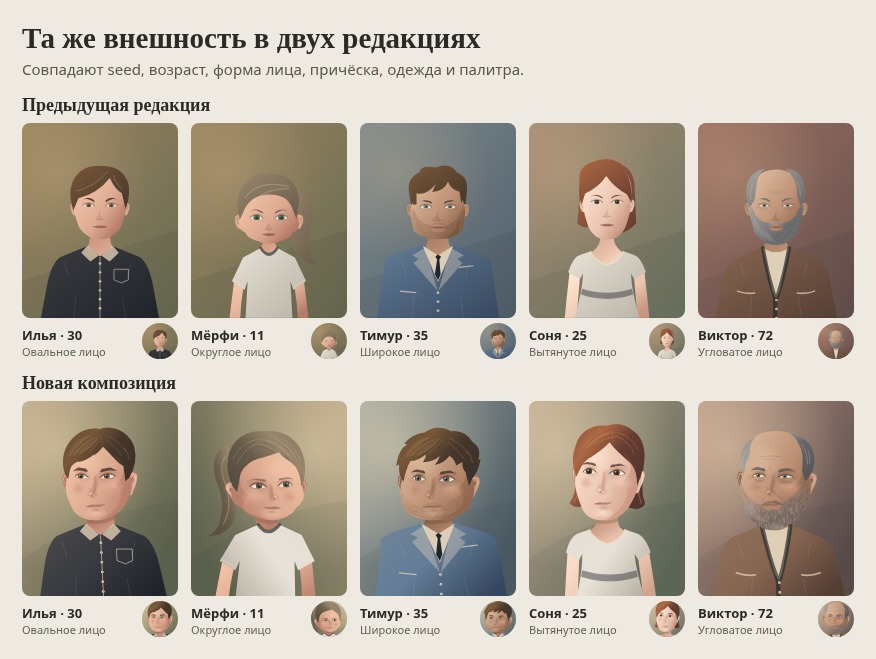 Та же внешность в двух редакциях
Совпадают seed, возраст, форма лица, причёска, одежда и палитра.
Предыдущая редакция
Илья · 30
Овальное лицо
Мёрфи · 11
Округлое лицо
Тимур · 35
Широкое лицо
Соня · 25
Вытянутое лицо
Виктор · 72
Угловатое лицо
Новая композиция
Илья · 30
Овальное лицо
Мёрфи · 11
Округлое лицо
Тимур · 35
Широкое лицо
Соня · 25
Вытянутое лицо
Виктор · 72
Угловатое лицо